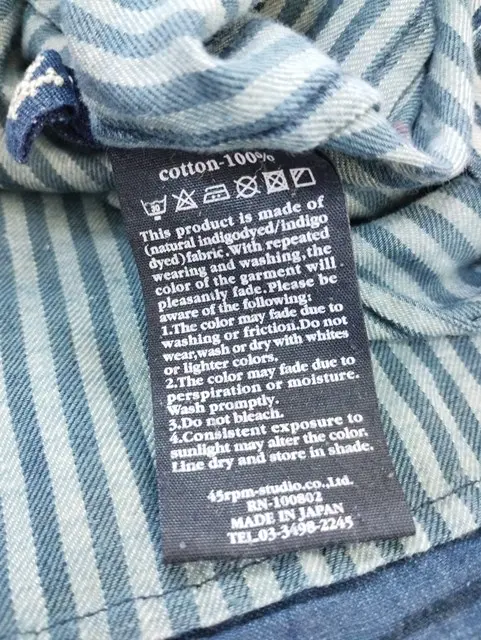 cotton-100%
This product is made of
(natural indigodyed/indigo
dyed)fabric.With repeated
wearing and washing,the
color of the garment will
pleasantly fade.Please be
aware of the following:
1.The color may fade due to
washing or friction.Do not
wear,wash or dry with whites
or lighter colors.
2.The color may fade due to
perspiration or moisture.
Wash promptly.
3.Do not bleach.
4.Consistent exposure to
sunlight may alter the color.
Line dry and store in shade.
45rpm-studio.co.,Ltd.
RN-100802
MADE IN JAPAN
TEL.03-3498-2245